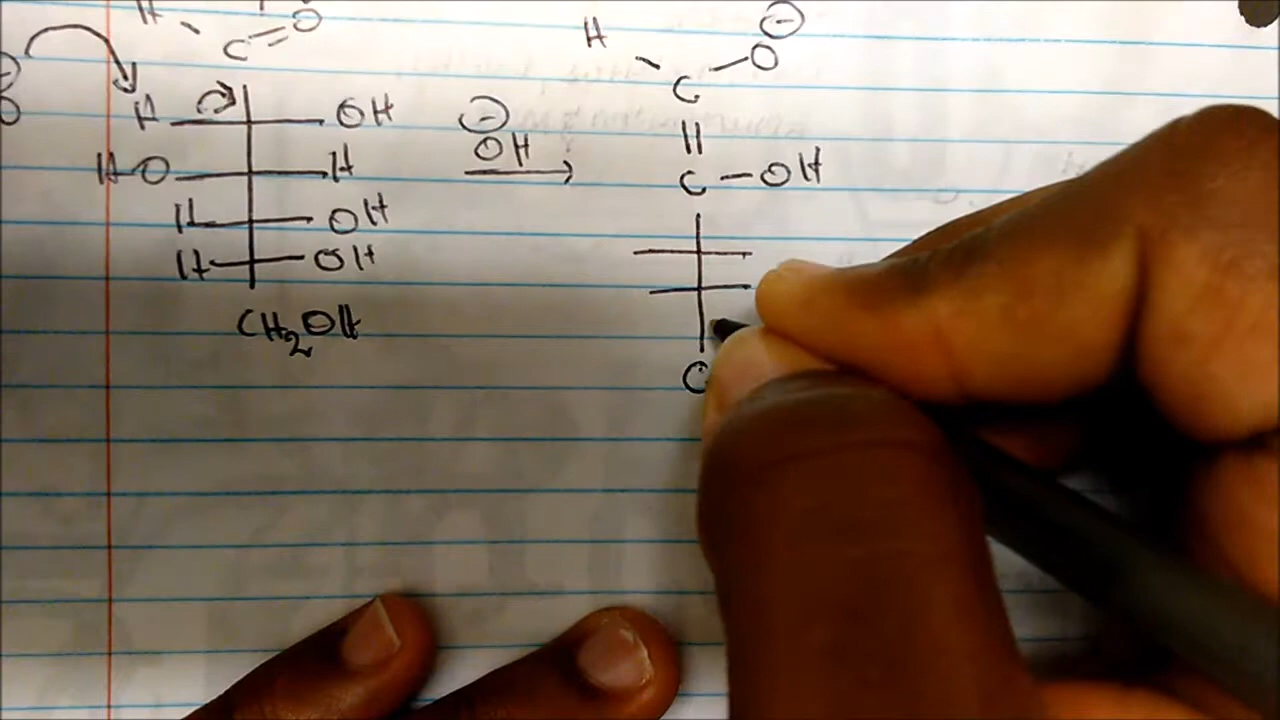 H C O H C O ⊖
O H OH ⊖ OH C OH
HO H
H OH
H OH
CH2OH C